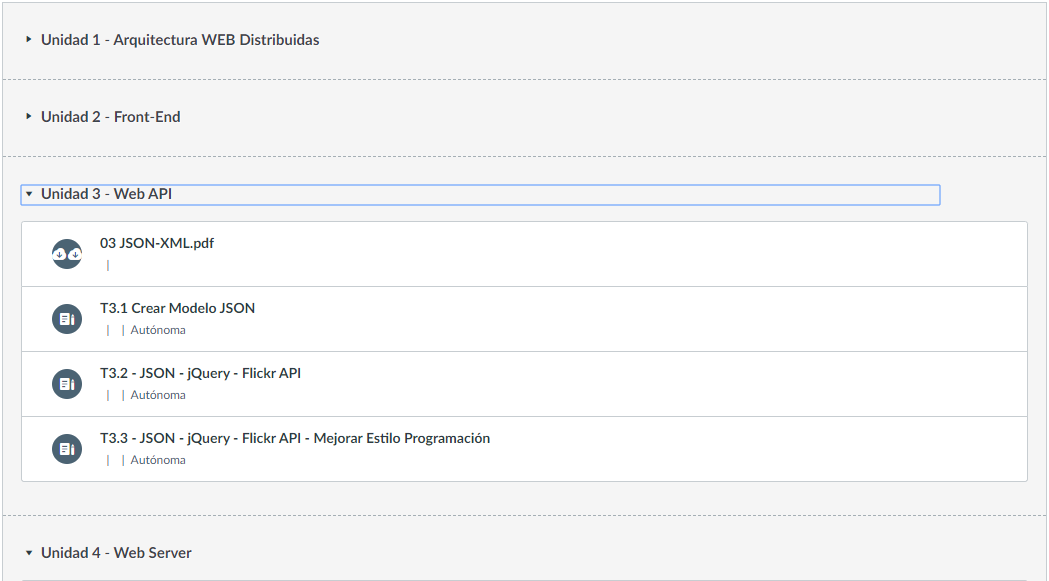 Unidad 1 - Arquitectura WEB Distribuidas
Unidad 2 - Front-End
Unidad 3 - Web API
03 JSON-XML.pdf
|
T3.1 Crear Modelo JSON
| | Autónoma
T3.2 - JSON - jQuery - Flickr API
| | Autónoma
T3.3 - JSON - jQuery - Flickr API - Mejorar Estilo Programación
| | Autónoma
Unidad 4 - Web Server